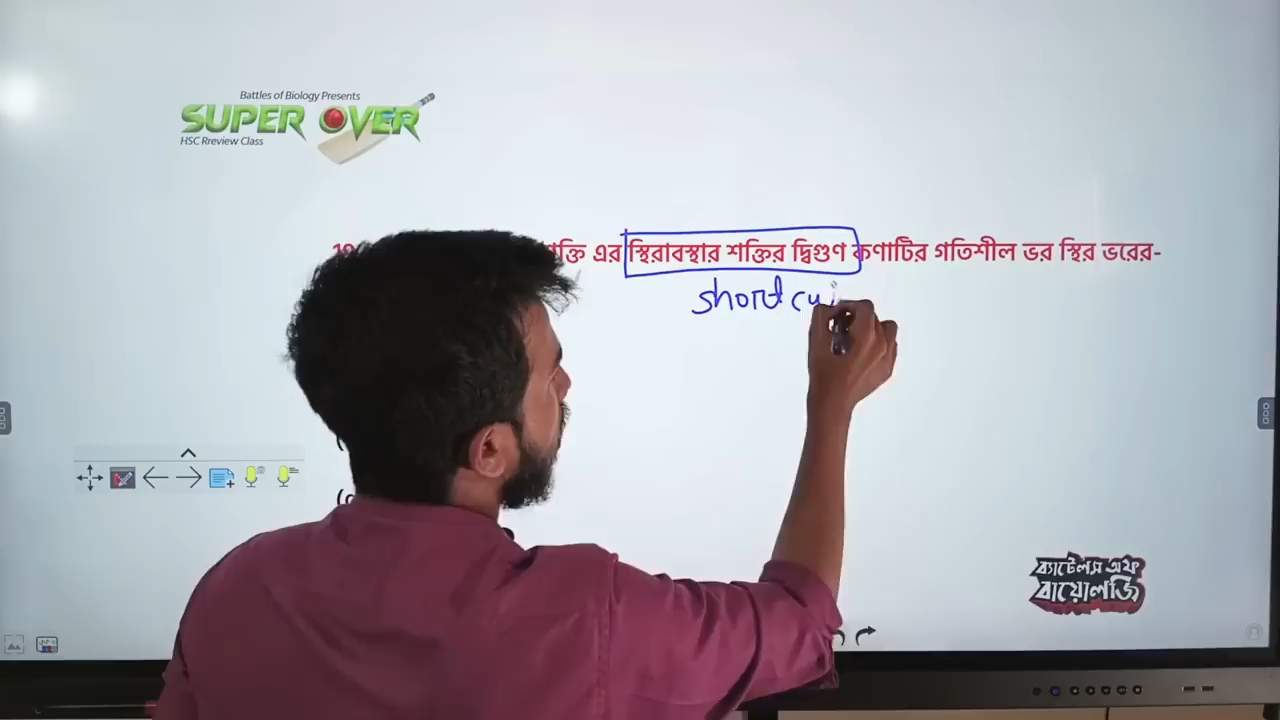 Battles of Biology Presents
SUPER OVER
HSC Rreview Class
এর স্থিরাবস্থার শক্তির দ্বিগুণ কণাটির গতিশীল ভর স্থির ভরের-
short cu
ব্যাটেলস অফ
বায়োলজি